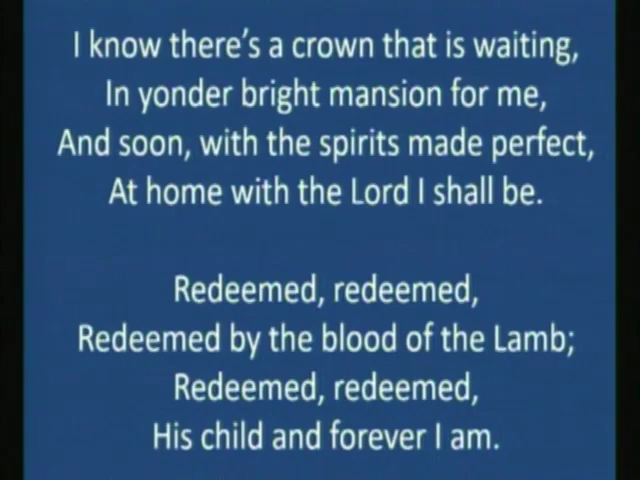 I know there’s a crown that is waiting,
In yonder bright mansion for me,
And soon, with the spirits made perfect,
At home with the Lord I shall be.
Redeemed, redeemed,
Redeemed by the blood of the Lamb;
Redeemed, redeemed,
His child and forever I am.